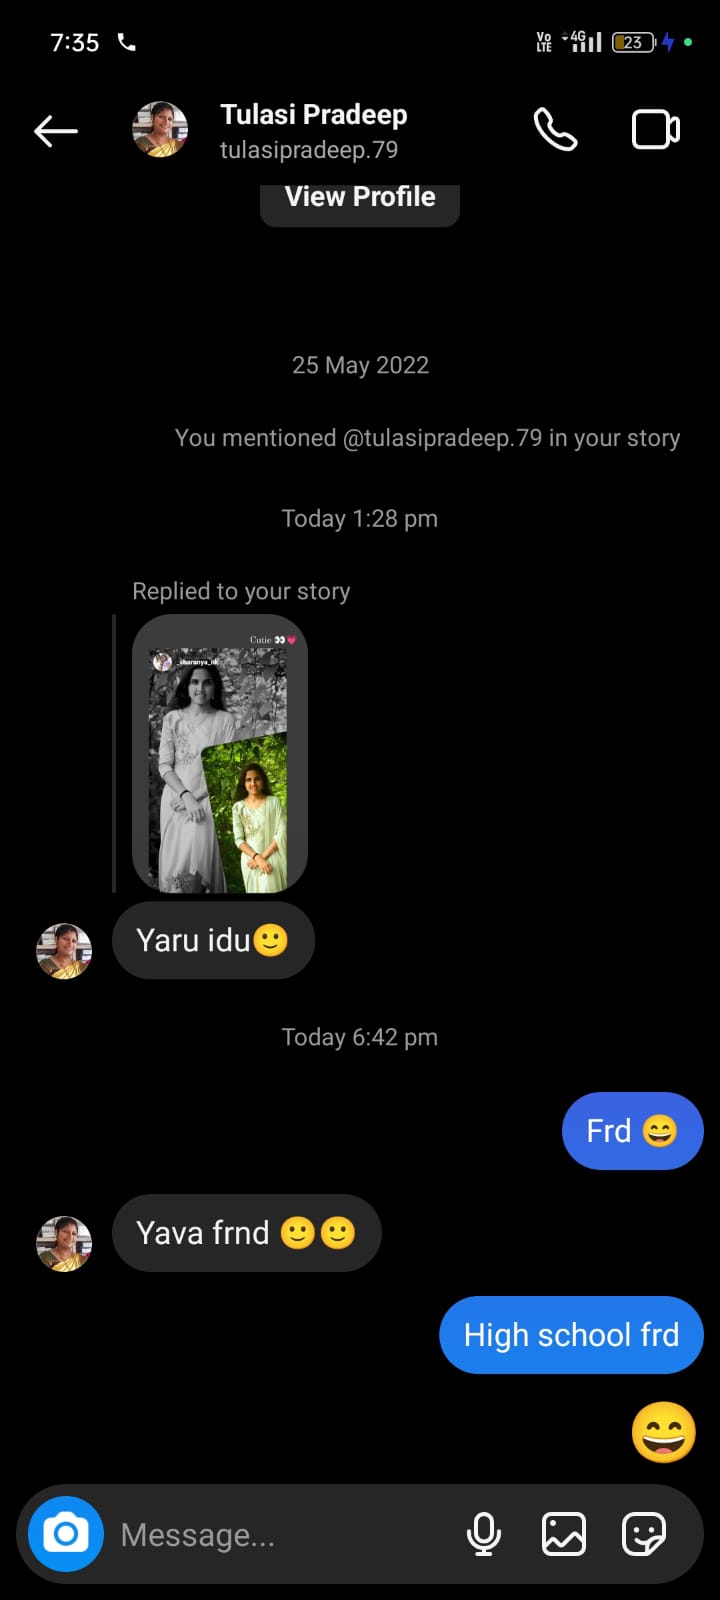 7:35
Vo LTE 4G 23
Tulasi Pradeep
tulasipradeep.79
View Profile
25 May 2022
You mentioned @tulasipradeep.79 in your story
Today 1:28 pm
Replied to your story
Cutie 👀💗
Yaru idu🙂
Today 6:42 pm
Frd 😄
Yava frnd 🙂🙂
High school frd
😄
Message...